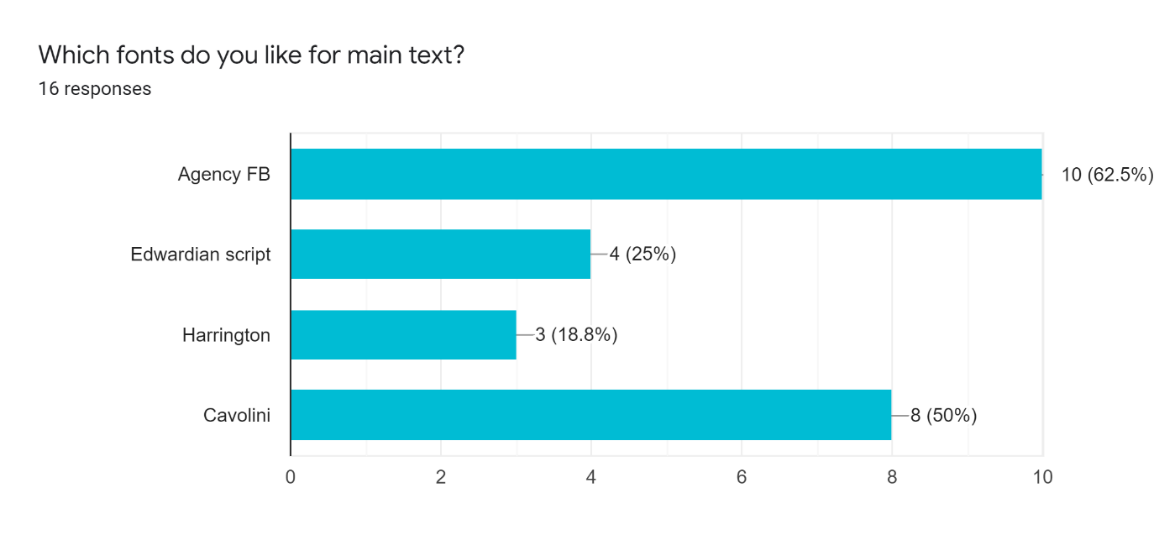 Which fonts do you like for main text?
16 responses
Agency FB 10 (62.5%)
Edwardian script 4 (25%)
Harrington 3 (18.8%)
Cavolini 8 (50%)
0 2 4 6 8 10